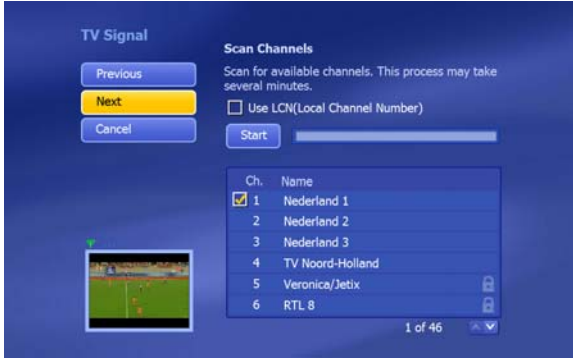 TV Signal
Previous
Next
Cancel
Scan Channels
Scan for available channels. This process may take
several minutes.
Use LCN(Local Channel Number)
Start
Ch. Name
1 Nederland 1
2 Nederland 2
3 Nederland 3
4 TV Noord-Holland
5 Veronica/Jetix
6 RTL 8
1 of 46